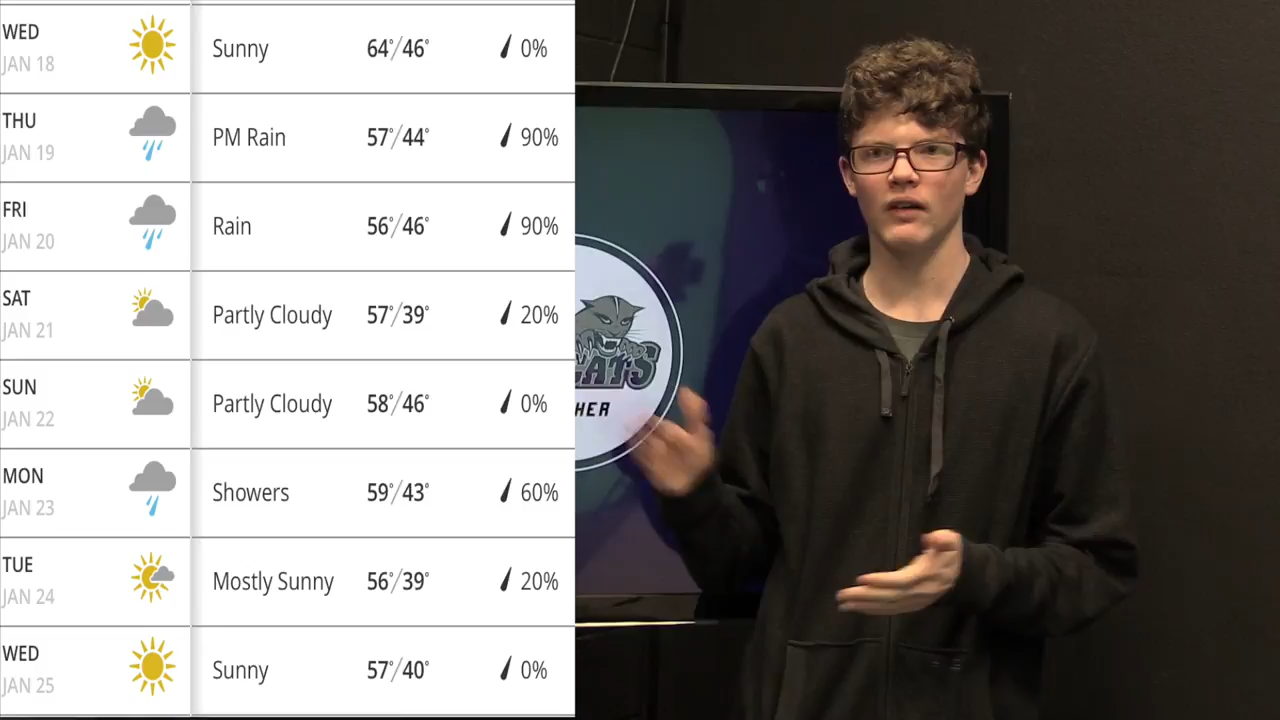 WED
JAN 18
Sunny
64°/46°
0%
THU
JAN 19
PM Rain
57°/44°
90%
FRI
JAN 20
Rain
56°/46°
90%
SAT
JAN 21
Partly Cloudy
57°/39°
20%
SUN
JAN 22
Partly Cloudy
58°/46°
0%
MON
JAN 23
Showers
59°/43°
60%
TUE
JAN 24
Mostly Sunny
56°/39°
20%
WED
JAN 25
Sunny
57°/40°
0%
CATS
HER